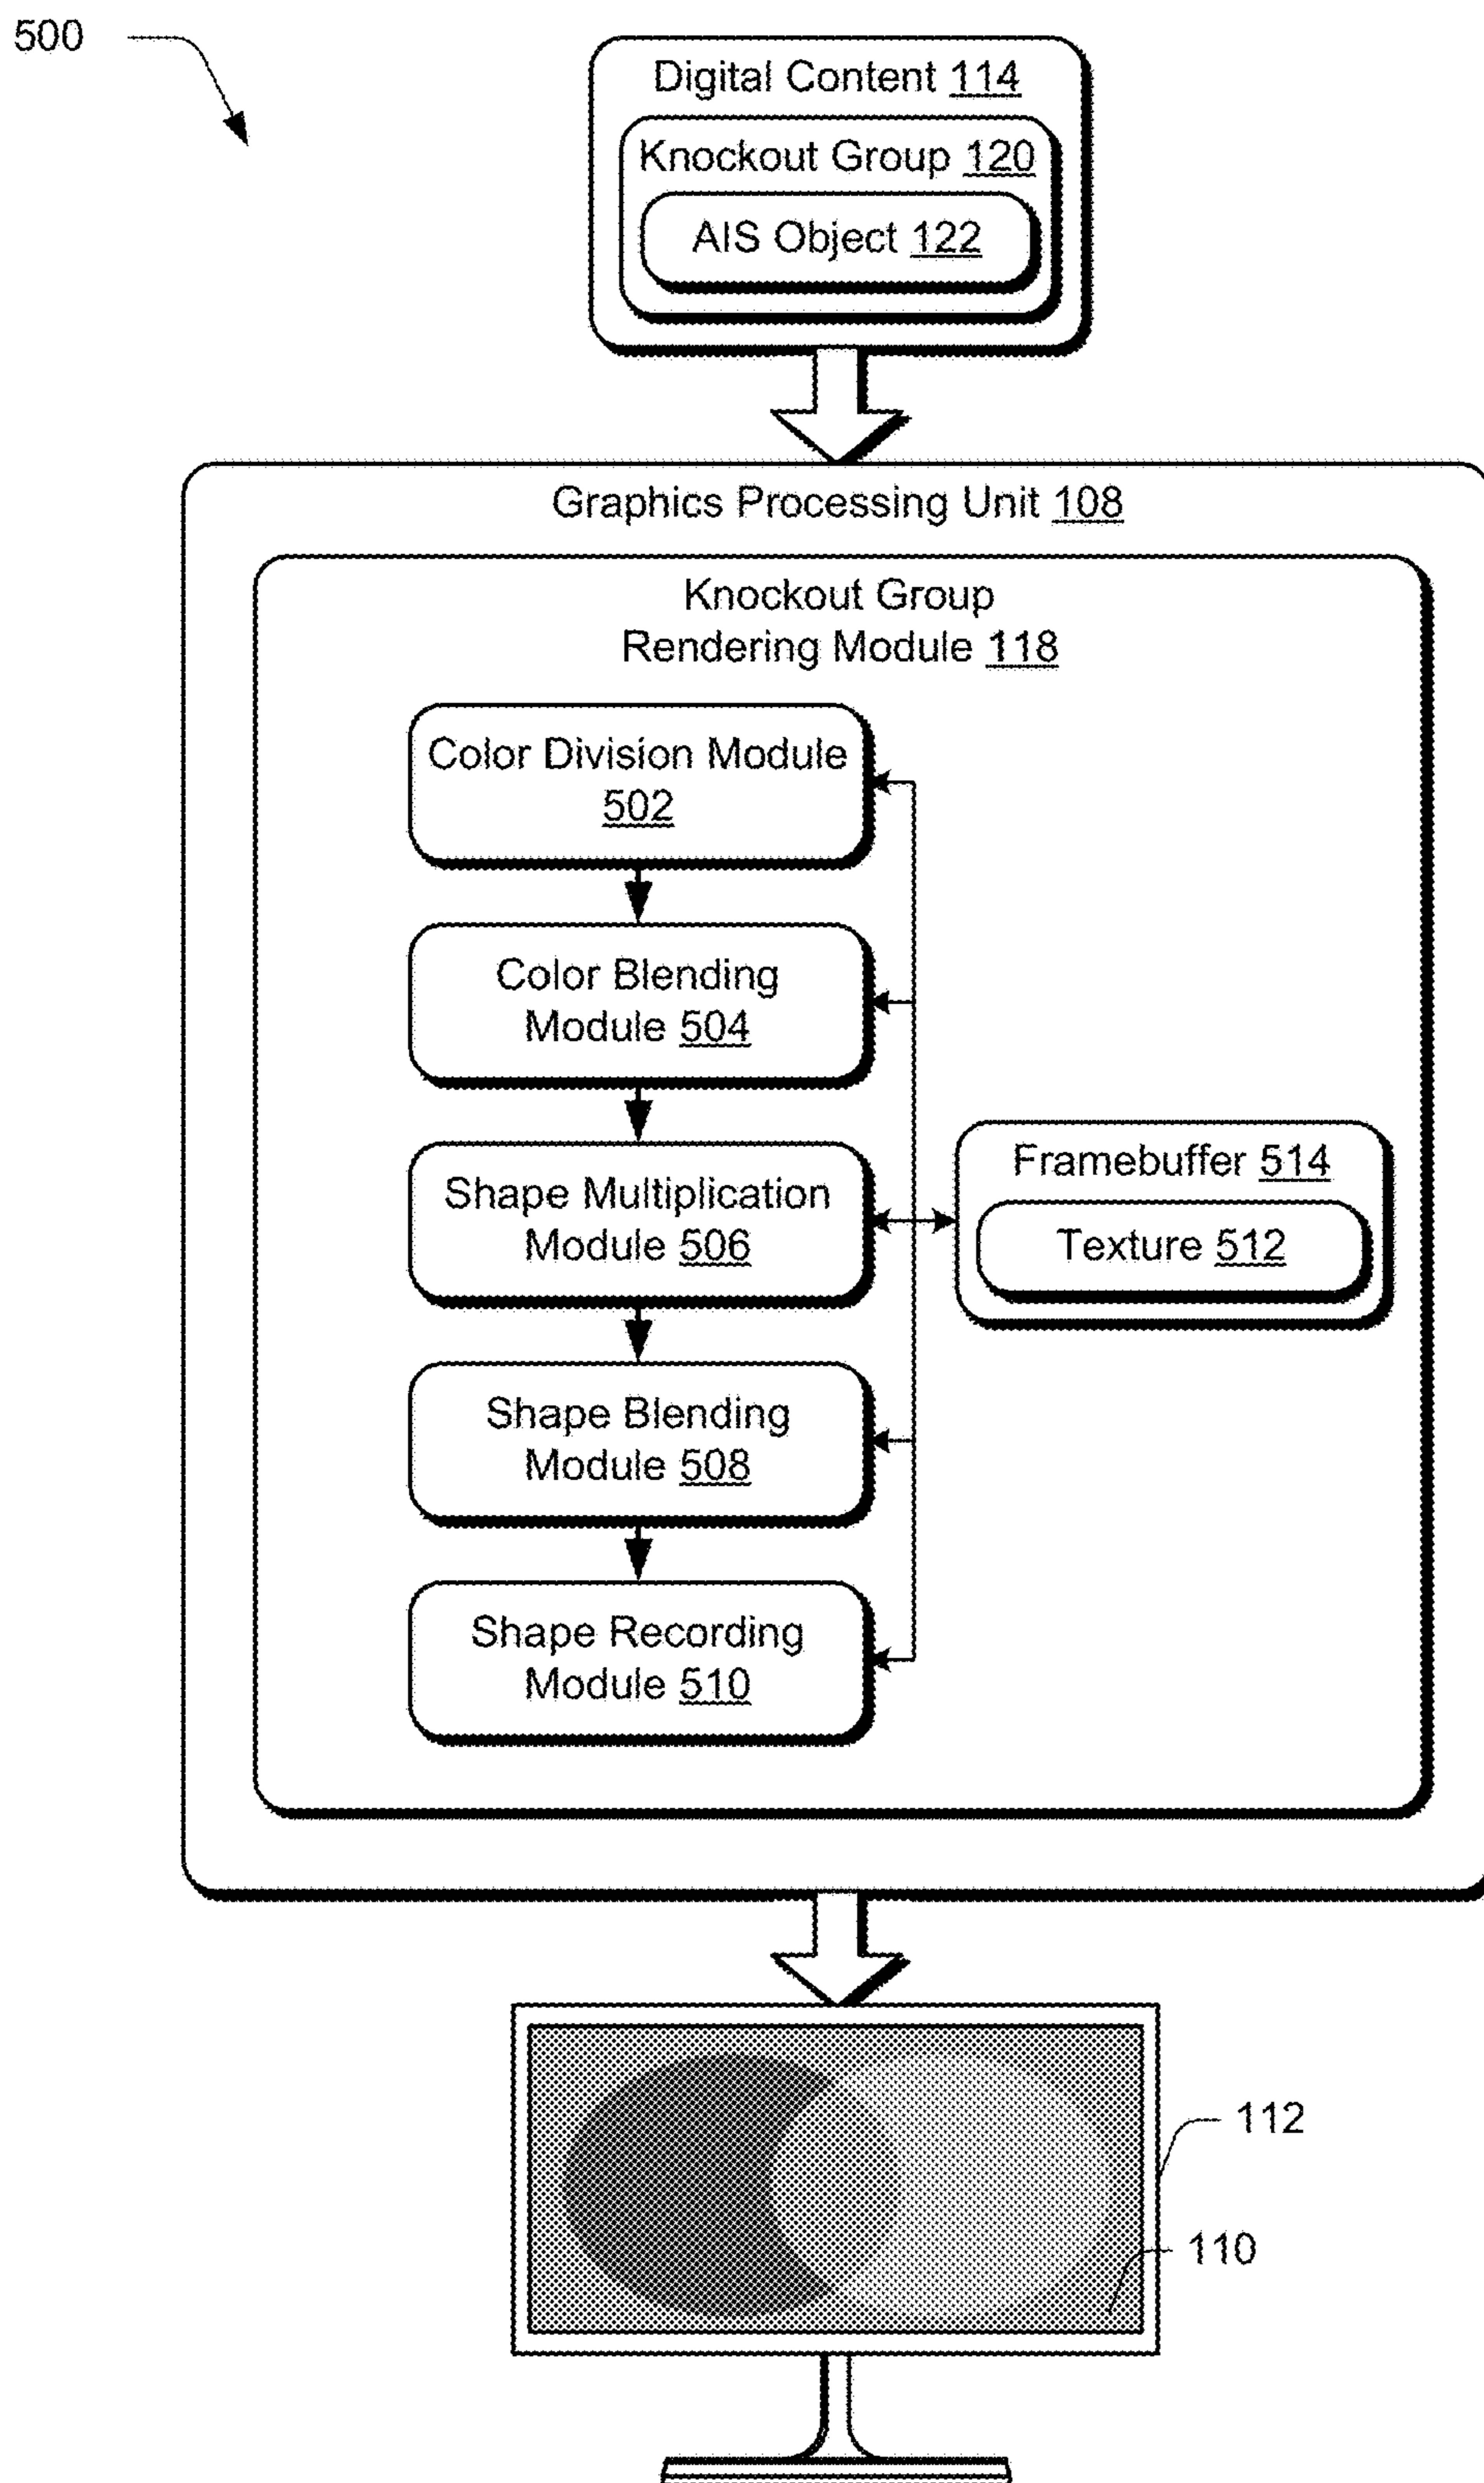 500
Digital Content 114
Knockout Group 120
AIS Object 122
Graphics Processing Unit 108
Knockout Group
Rendering Module 118
Color Division Module
502
Color Blending
Module 504
Shape Multiplication
Module 506
Framebuffer 514
Texture 512
Shape Blending
Module 508
Shape Recording
Module 510
112
110